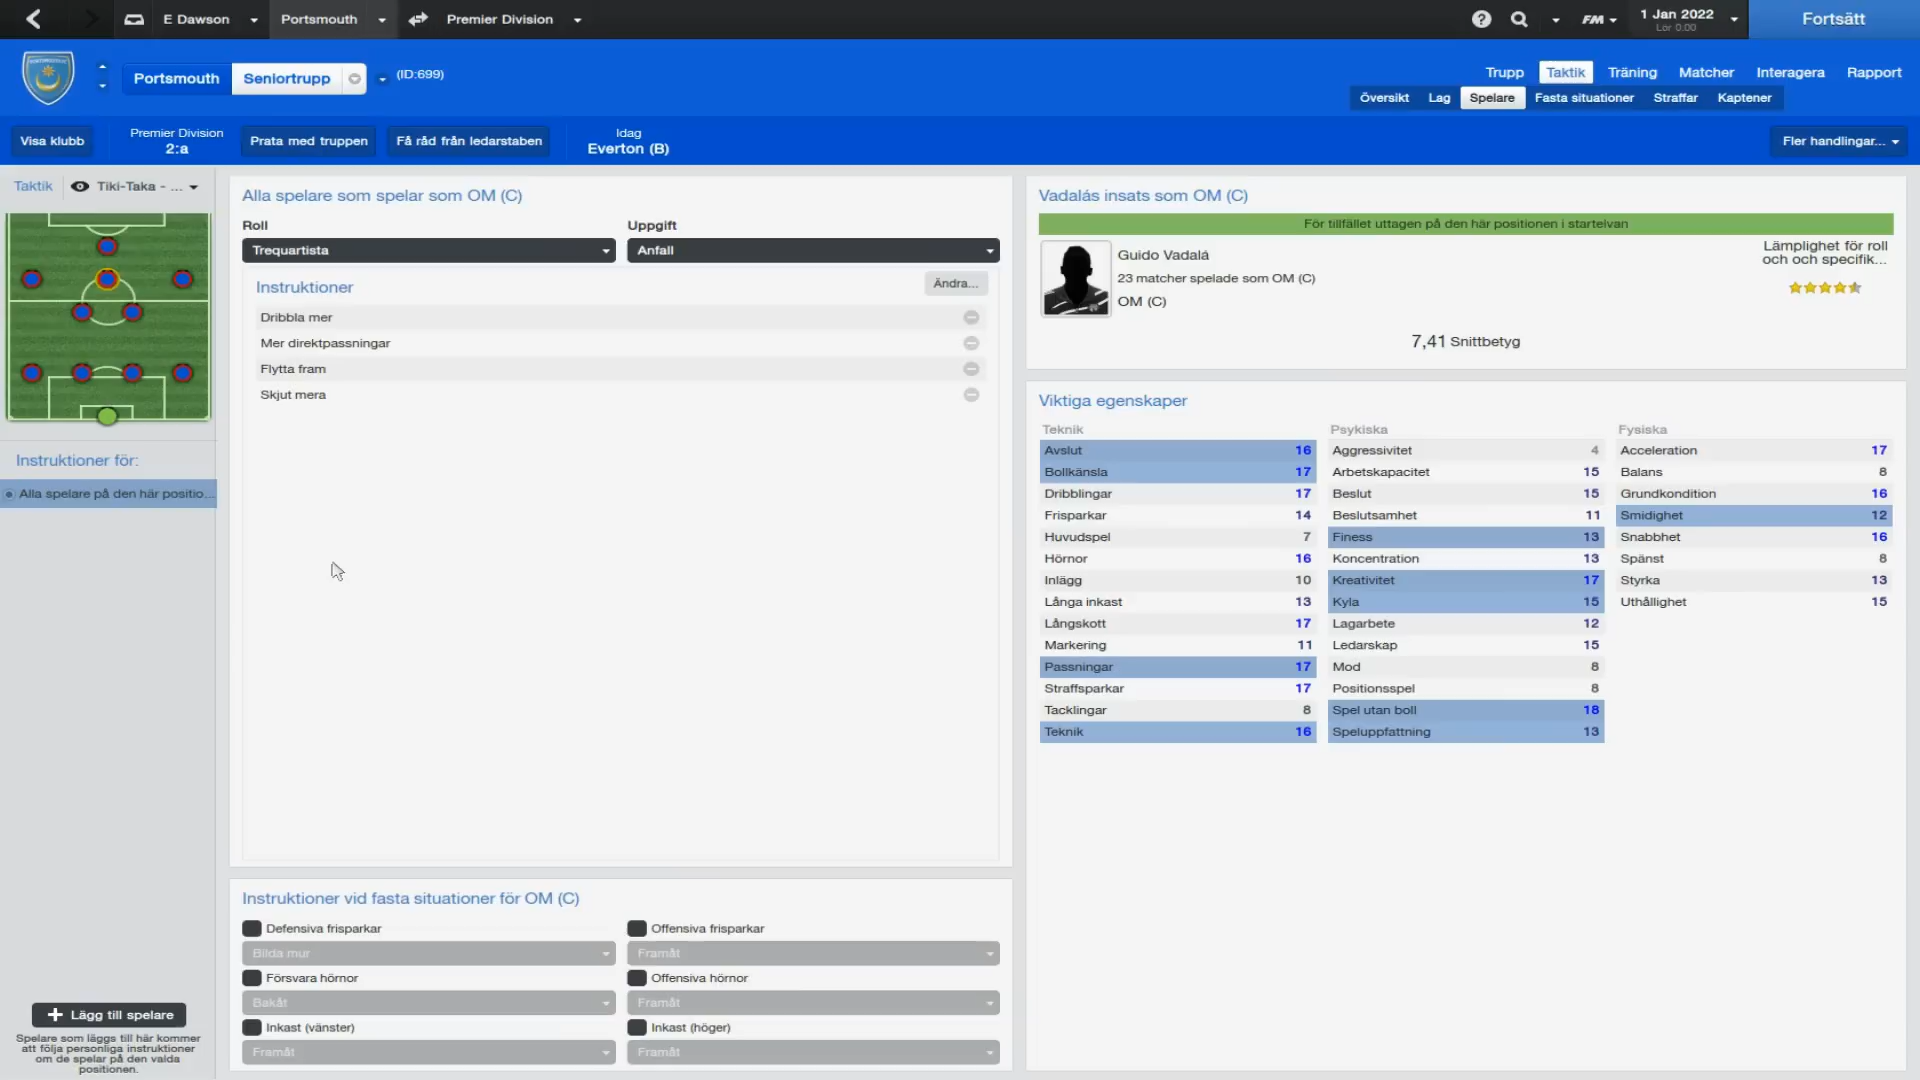 E Dawson
Portsmouth
Premier Division
FM
1 Jan 2022
Lör 0.00
Fortsätt
Portsmouth
Seniortrupp
(ID:699)
Trupp
Taktik
Träning
Matcher
Interagera
Rapport
Översikt
Lag
Spelare
Fasta situationer
Straffar
Kaptener
Visa klubb
Premier Division
2:a
Prata med truppen
Få råd från ledarstaben
Idag
Everton (B)
Fler handlingar...
Taktik
Tiki-Taka - ...
Instruktioner för:
Alla spelare på den här positio...
Lägg till spelare
Spelare som läggs till här kommer
att följa personliga instruktioner
om de spelar på den valda
positionen.
Alla spelare som spelar som OM (C)
Roll
Uppgift
Trequartista
Anfall
Instruktioner
Ändra...
Dribbla mer
Mer direktpassningar
Flytta fram
Skjut mera
Instruktioner vid fasta situationer för OM (C)
Defensiva frisparkar
Offensiva frisparkar
Bilda mur
Framåt
Försvara hörnor
Offensiva hörnor
Bakåt
Framåt
Inkast (vänster)
Inkast (höger)
Framåt
Framåt
Vadalás insats som OM (C)
För tillfället uttagen på den här positionen i startelvan
Guido Vadalá
23 matcher spelade som OM (C)
OM (C)
Lämplighet för roll
och och specifik...
7,41 Snittbetyg
Viktiga egenskaper
Teknik
Avslut 16
Bollkänsla 17
Dribblingar 17
Frisparkar 14
Huvudspel 7
Hörnor 16
Inlägg 10
Långa inkast 13
Långskott 17
Markering 11
Passningar 17
Straffsparkar 17
Tacklingar 8
Teknik 16
Psykiska
Aggressivitet 4
Arbetskapacitet 15
Beslut 15
Beslutsamhet 11
Finess 13
Koncentration 13
Kreativitet 17
Kyla 15
Lagarbete 12
Ledarskap 15
Mod 8
Positionsspel 8
Spel utan boll 18
Speluppfattning 13
Fysiska
Acceleration 17
Balans 8
Grundkondition 16
Smidighet 12
Snabbhet 16
Spänst 8
Styrka 13
Uthållighet 15